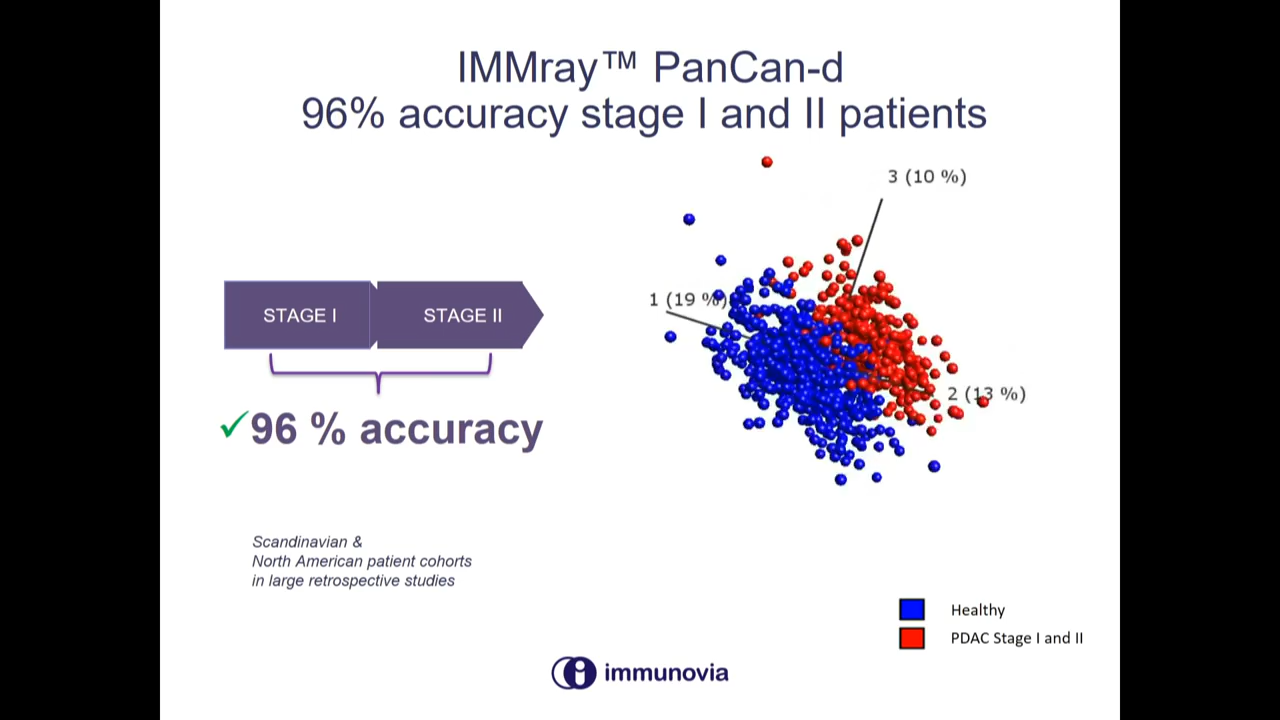 IMMray™ PanCan-d
96% accuracy stage I and II patients
3 (10 %)
1 (19 %)
STAGE I
STAGE II
2 (13 %)
✓96 % accuracy
Scandinavian &
North American patient cohorts
in large retrospective studies
Healthy
PDAC Stage I and II
immunovia